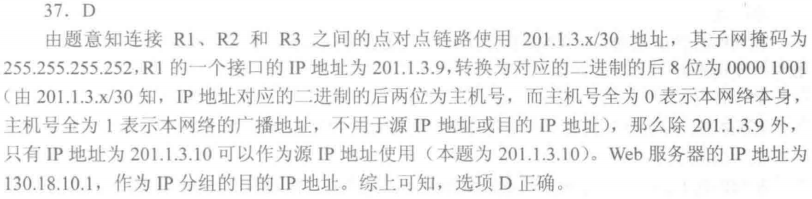 37．D
由题意知连接 R1、R2 和 R3 之间的点对点链路使用 201.1.3.x/30 地址，其子网掩码为
255.255.255.252，R1 的一个接口的 IP 地址为 201.1.3.9，转换为对应的二进制的后 8 位为 0000 1001
（由 201.1.3.x/30 知，IP 地址对应的二进制的后两位为主机号，而主机号全为 0 表示本网络本身，
主机号全为 1 表示本网络的广播地址，不用于源 IP 地址或目的 IP 地址），那么除 201.1.3.9 外，
只有 IP 地址为 201.1.3.10 可以作为源 IP 地址使用（本题为 201.1.3.10）。Web 服务器的 IP 地址为
130.18.10.1，作为 IP 分组的目的 IP 地址。综上可知，选项 D 正确。